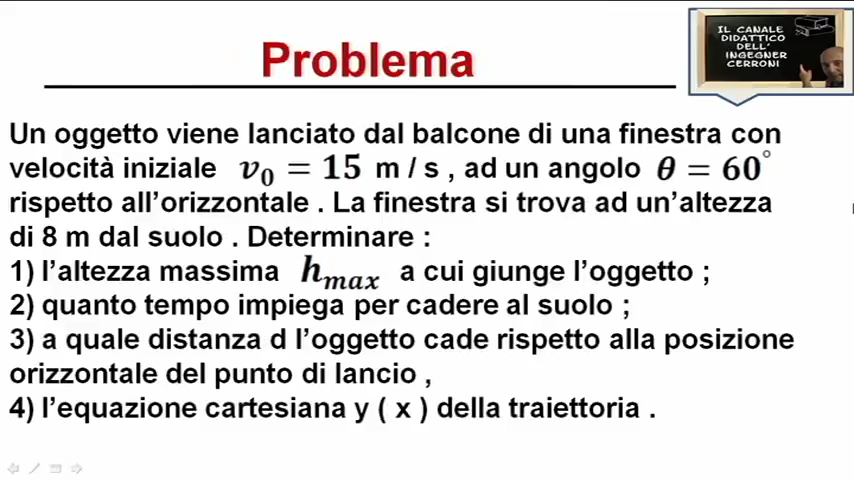 Problema
IL CANALE
DIDATTICO
DELL'
INGEGNER
CERRONI
Un oggetto viene lanciato dal balcone di una finestra con
velocità iniziale v₀ = 15 m / s , ad un angolo θ = 60°
rispetto all'orizzontale . La finestra si trova ad un'altezza
di 8 m dal suolo . Determinare :
1) l'altezza massima hₘₐₓ a cui giunge l'oggetto ;
2) quanto tempo impiega per cadere al suolo ;
3) a quale distanza d l'oggetto cade rispetto alla posizione
orizzontale del punto di lancio ,
4) l'equazione cartesiana y ( x ) della traiettoria .